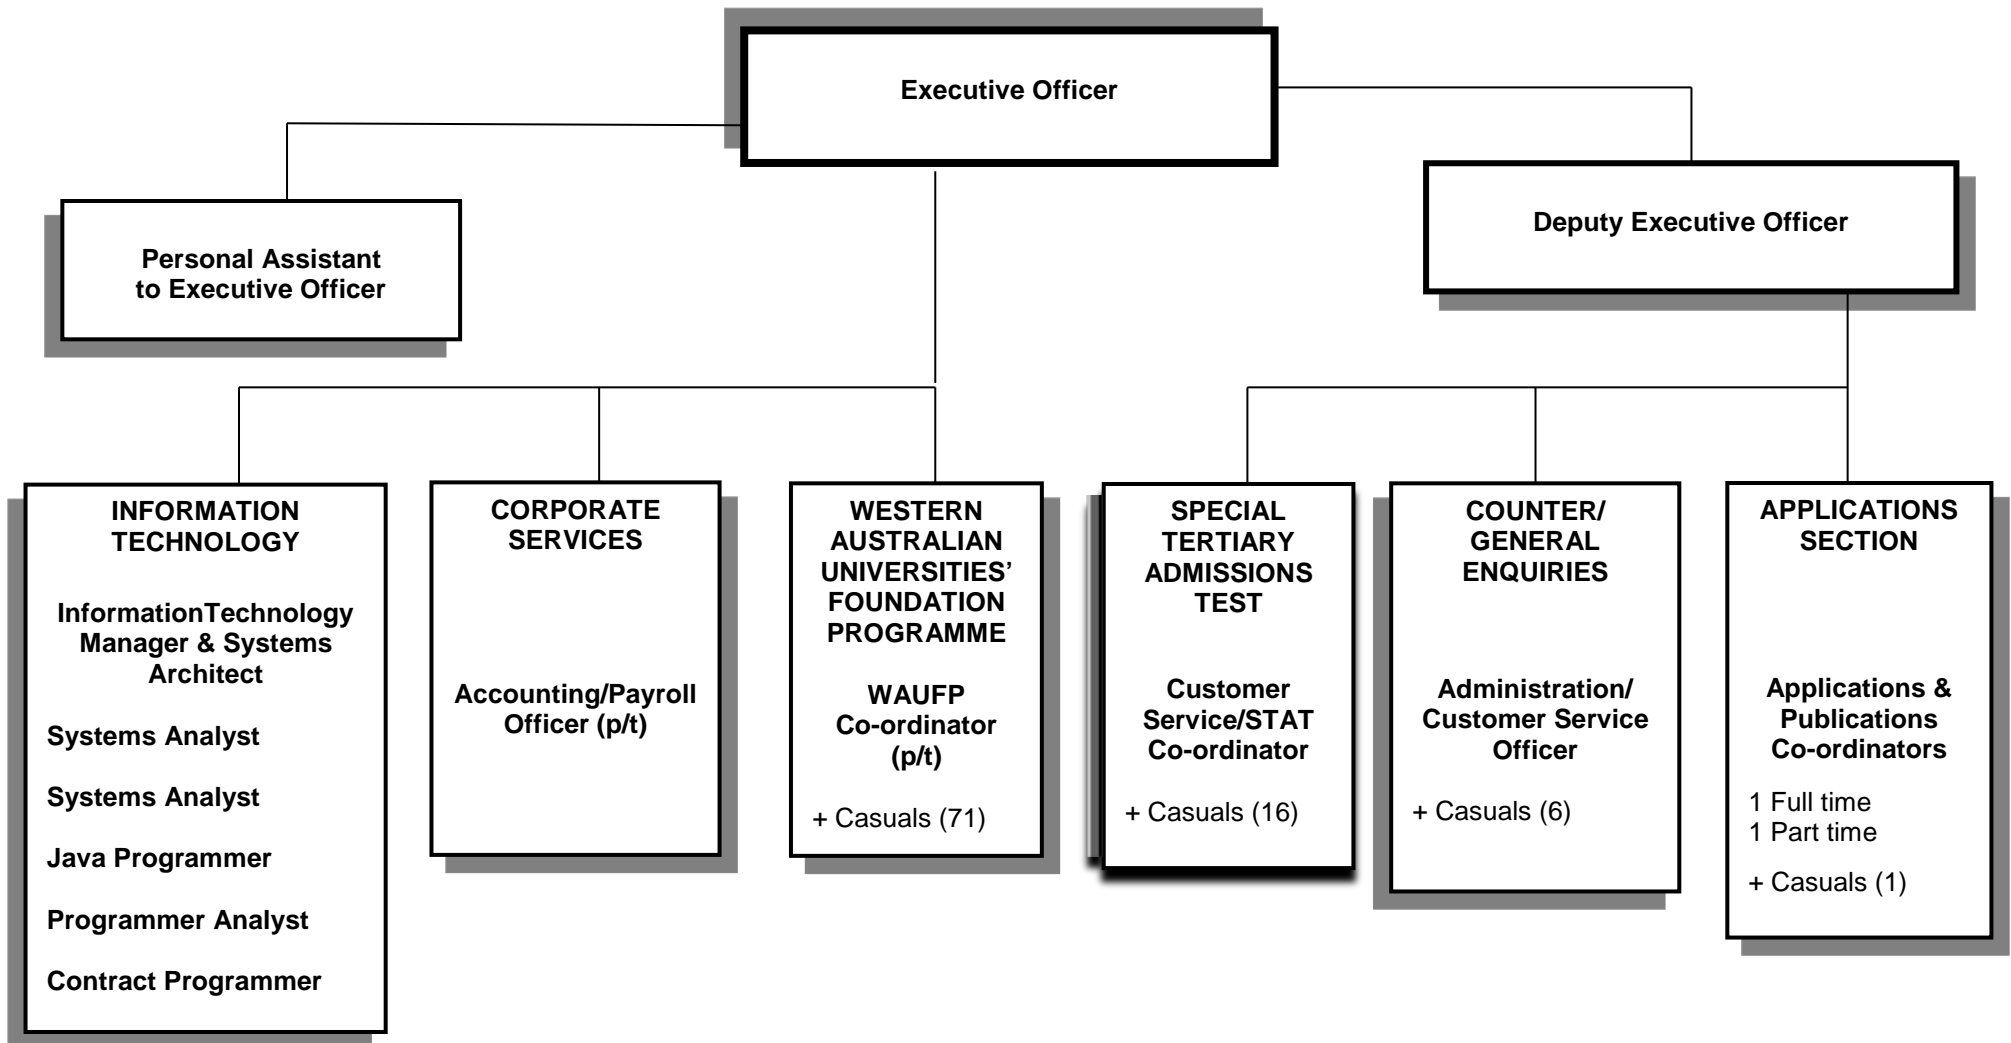 Executive Officer
Personal Assistant
to Executive Officer
Deputy Executive Officer
INFORMATION
TECHNOLOGY
InformationTechnology
Manager & Systems
Architect
Systems Analyst
Systems Analyst
Java Programmer
Programmer Analyst
Contract Programmer
CORPORATE
SERVICES
Accounting/Payroll
Officer (p/t)
WESTERN
AUSTRALIAN
UNIVERSITIES’
FOUNDATION
PROGRAMME
WAUFP
Co-ordinator
(p/t)
+ Casuals (71)
SPECIAL
TERTIARY
ADMISSIONS
TEST
Customer
Service/STAT
Co-ordinator
+ Casuals (16)
COUNTER/
GENERAL
ENQUIRIES
Administration/
Customer Service
Officer
+ Casuals (6)
APPLICATIONS
SECTION
Applications &
Publications
Co-ordinators
1 Full time
1 Part time
+ Casuals (1)